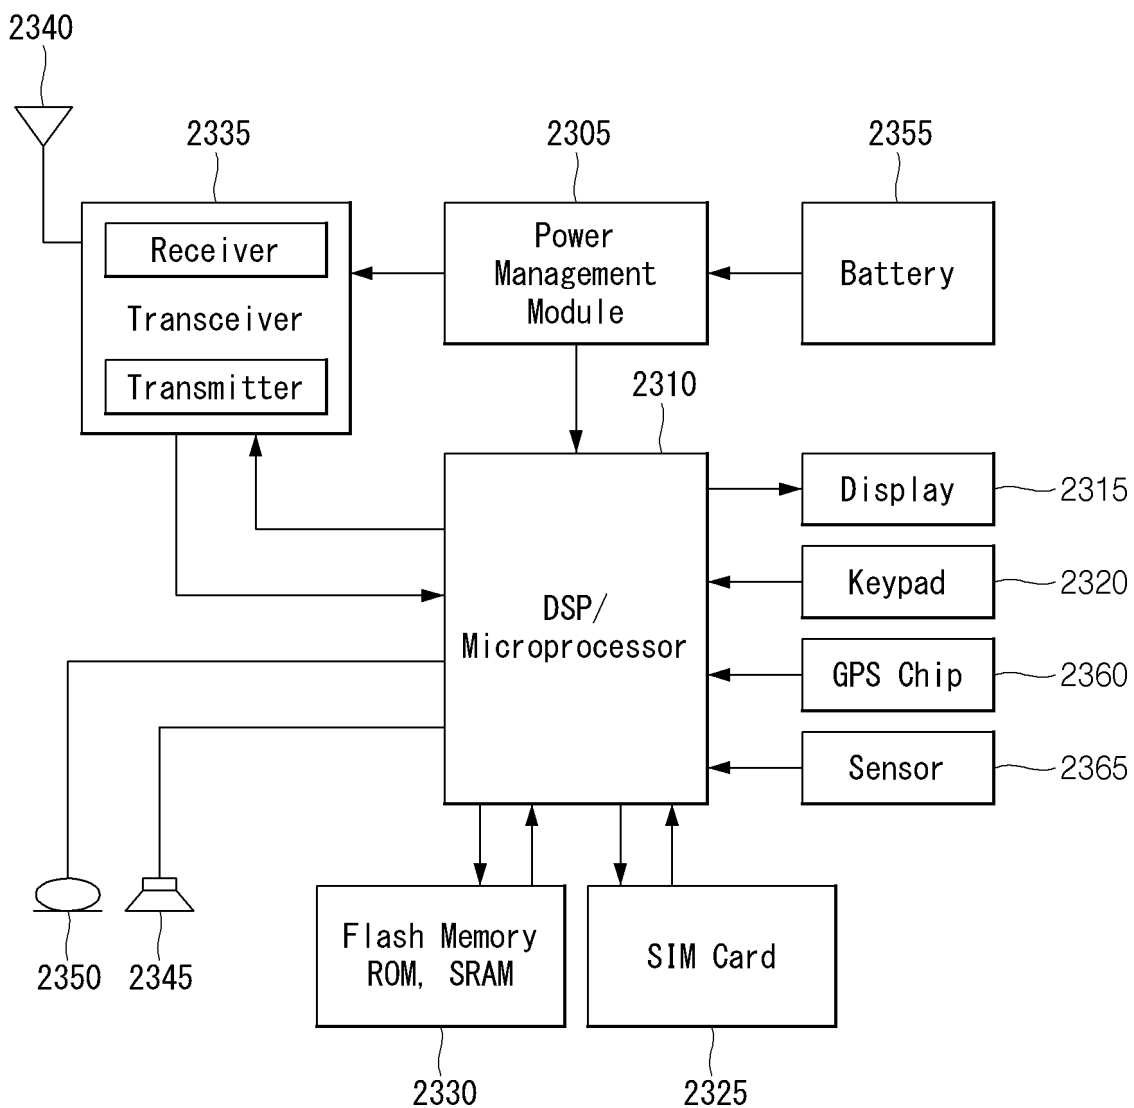 2340
2335
2305
2355
Receiver
Transceiver
Transmitter
Power
Management
Module
Battery
2310
DSP/
Microprocessor
Display
2315
Keypad
2320
GPS Chip
2360
Sensor
2365
2350
2345
Flash Memory
ROM, SRAM
SIM Card
2330
2325